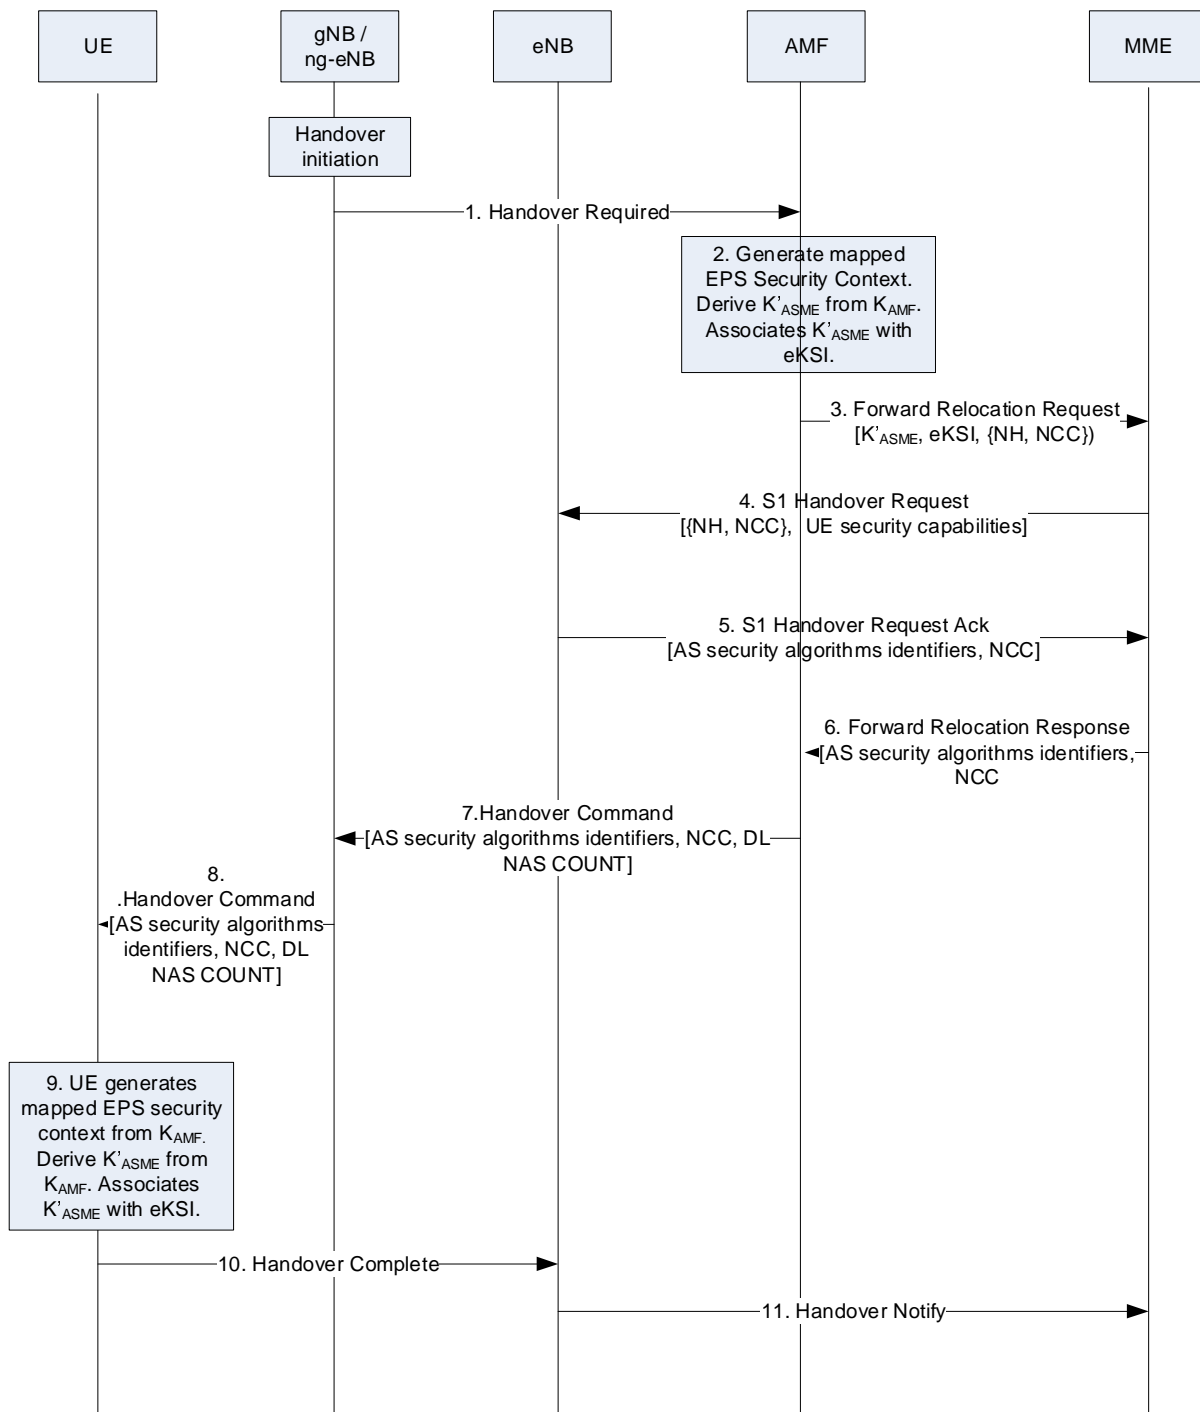 UE
gNB /
ng-eNB
eNB
AMF
MME
Handover
initiation
1. Handover Required
2. Generate mapped
EPS Security Context.
Derive K’ASME from KAMF.
Associates K’ASME with
eKSI.
3. Forward Relocation Request
[K’ASME, eKSI, {NH, NCC})
4. S1 Handover Request
[{NH, NCC}, UE security capabilities]
5. S1 Handover Request Ack
[AS security algorithms identifiers, NCC]
6. Forward Relocation Response
[AS security algorithms identifiers,
NCC
7.Handover Command
[AS security algorithms identifiers, NCC, DL
NAS COUNT]
8.
.Handover Command
[AS security algorithms
identifiers, NCC, DL
NAS COUNT]
9. UE generates
mapped EPS security
context from KAMF.
Derive K’ASME from
KAMF. Associates
K’ASME with eKSI.
10. Handover Complete
11. Handover Notify